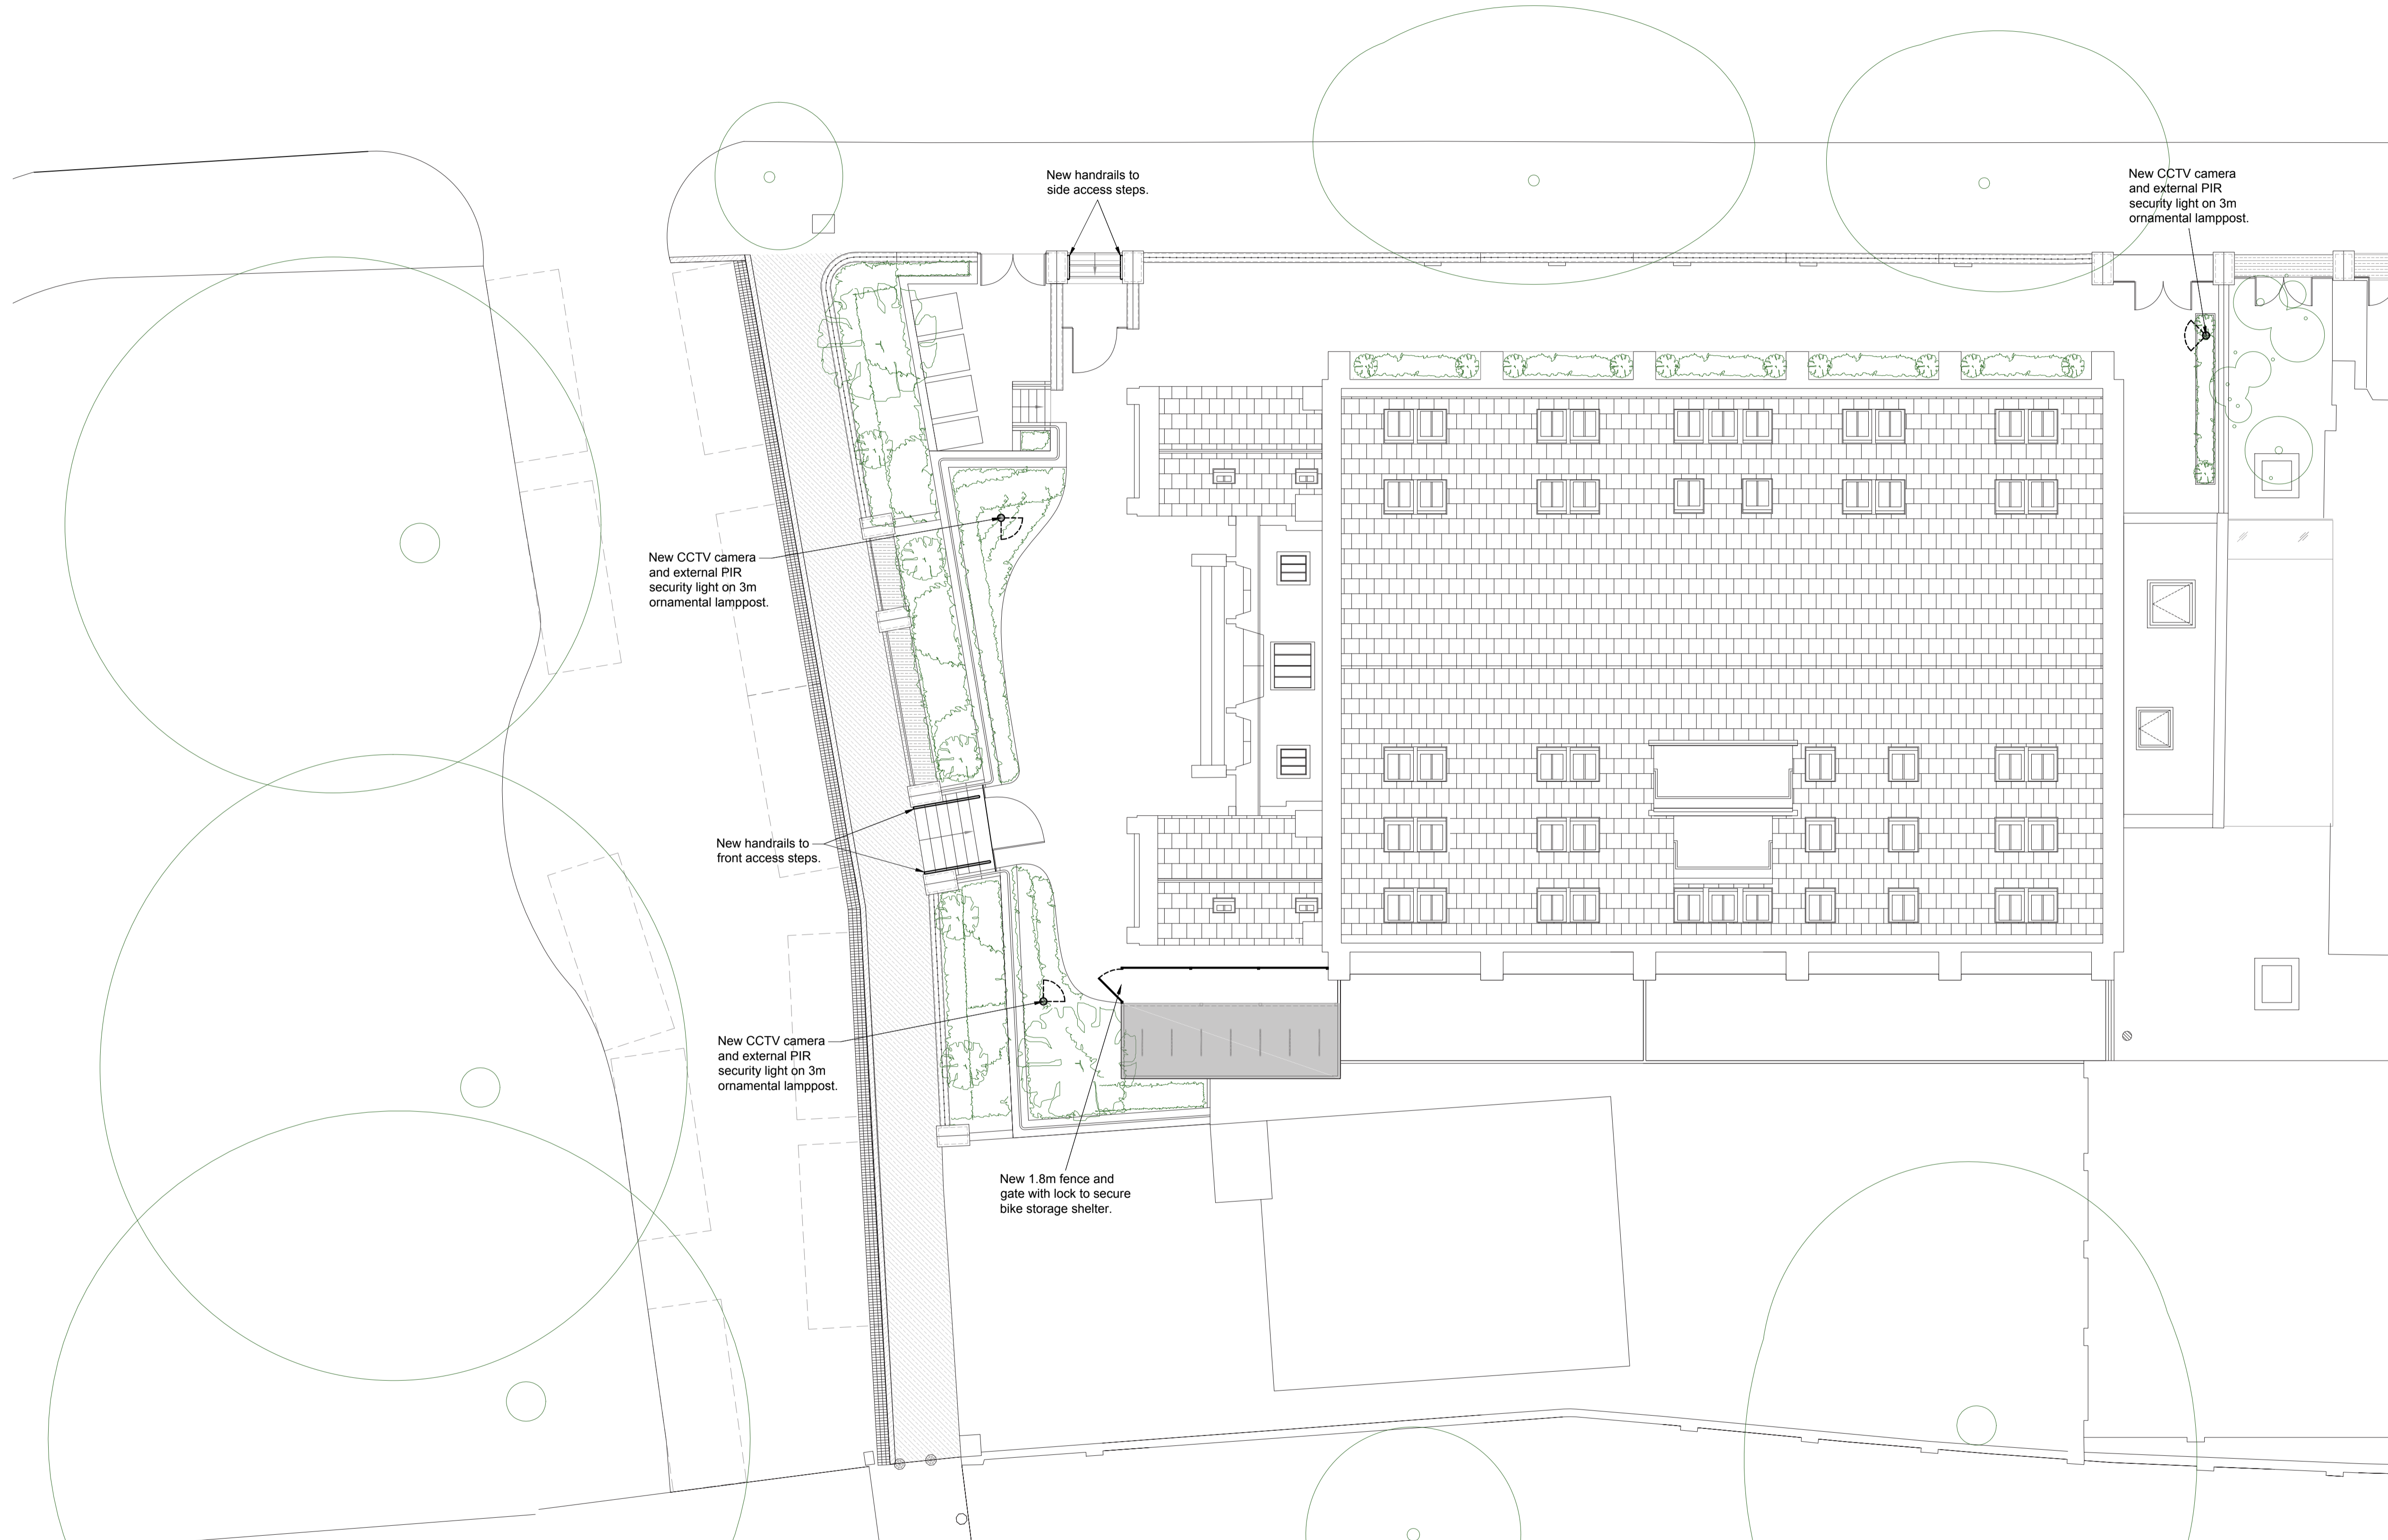 New handrails to
side access steps.
New CCTV camera
and external PIR
security light on 3m
ornamental lamppost.
New CCTV camera
and external PIR
security light on 3m
ornamental lamppost.
New handrails to
front access steps.
New CCTV camera
and external PIR
security light on 3m
ornamental lamppost.
New 1.8m fence and
gate with lock to secure
bike storage shelter.